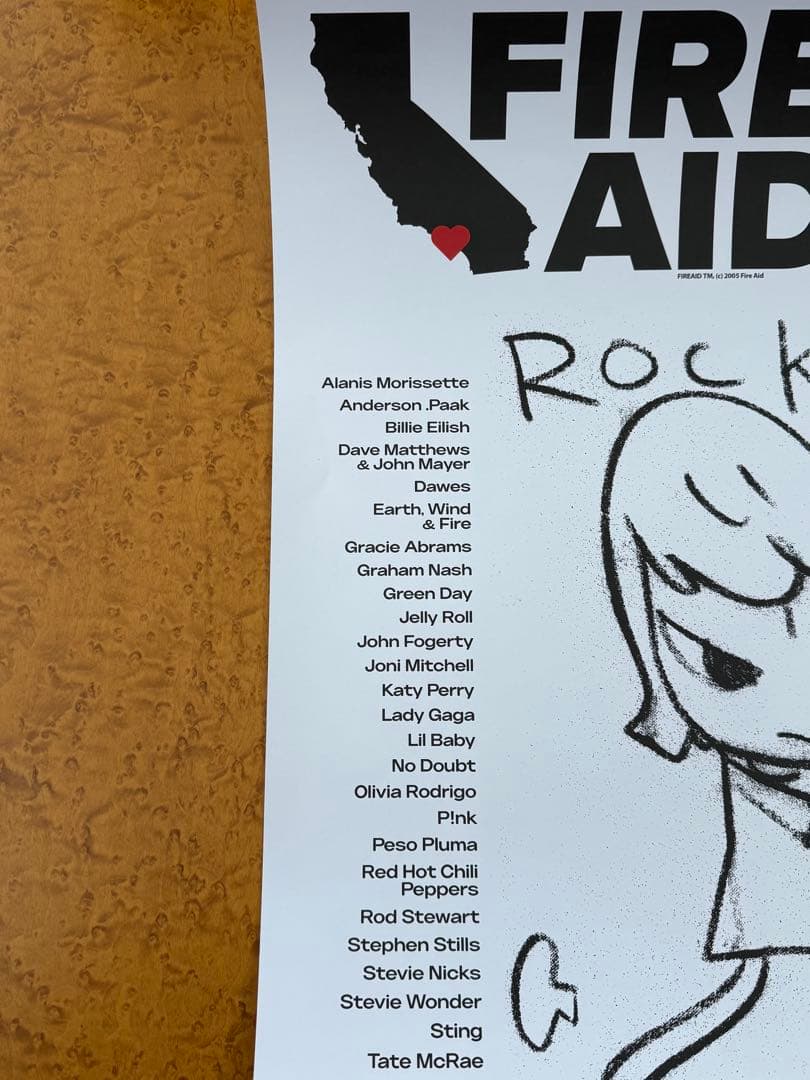 FIRE
AID
FIREAID TM, (c) 2005 Fire Aid
ROCK
Alanis Morissette
Anderson .Paak
Billie Eilish
Dave Matthews
& John Mayer
Dawes
Earth, Wind
& Fire
Gracie Abrams
Graham Nash
Green Day
Jelly Roll
John Fogerty
Joni Mitchell
Katy Perry
Lady Gaga
Lil Baby
No Doubt
Olivia Rodrigo
P!nk
Peso Pluma
Red Hot Chili
Peppers
Rod Stewart
Stephen Stills
Stevie Nicks
Stevie Wonder
Sting
Tate McRae